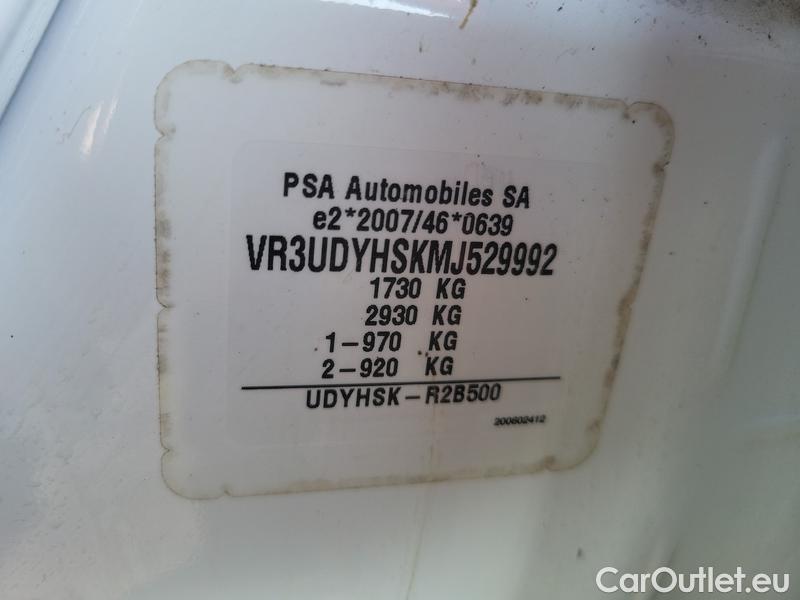 PSA Automobiles SA
e2*2007/46*0639
VR3UDYHSKMJ529992
1730 KG
2930 KG
1-970 KG
2-920 KG
UDYHSK-R2B500
200602412
CarOutlet.eu